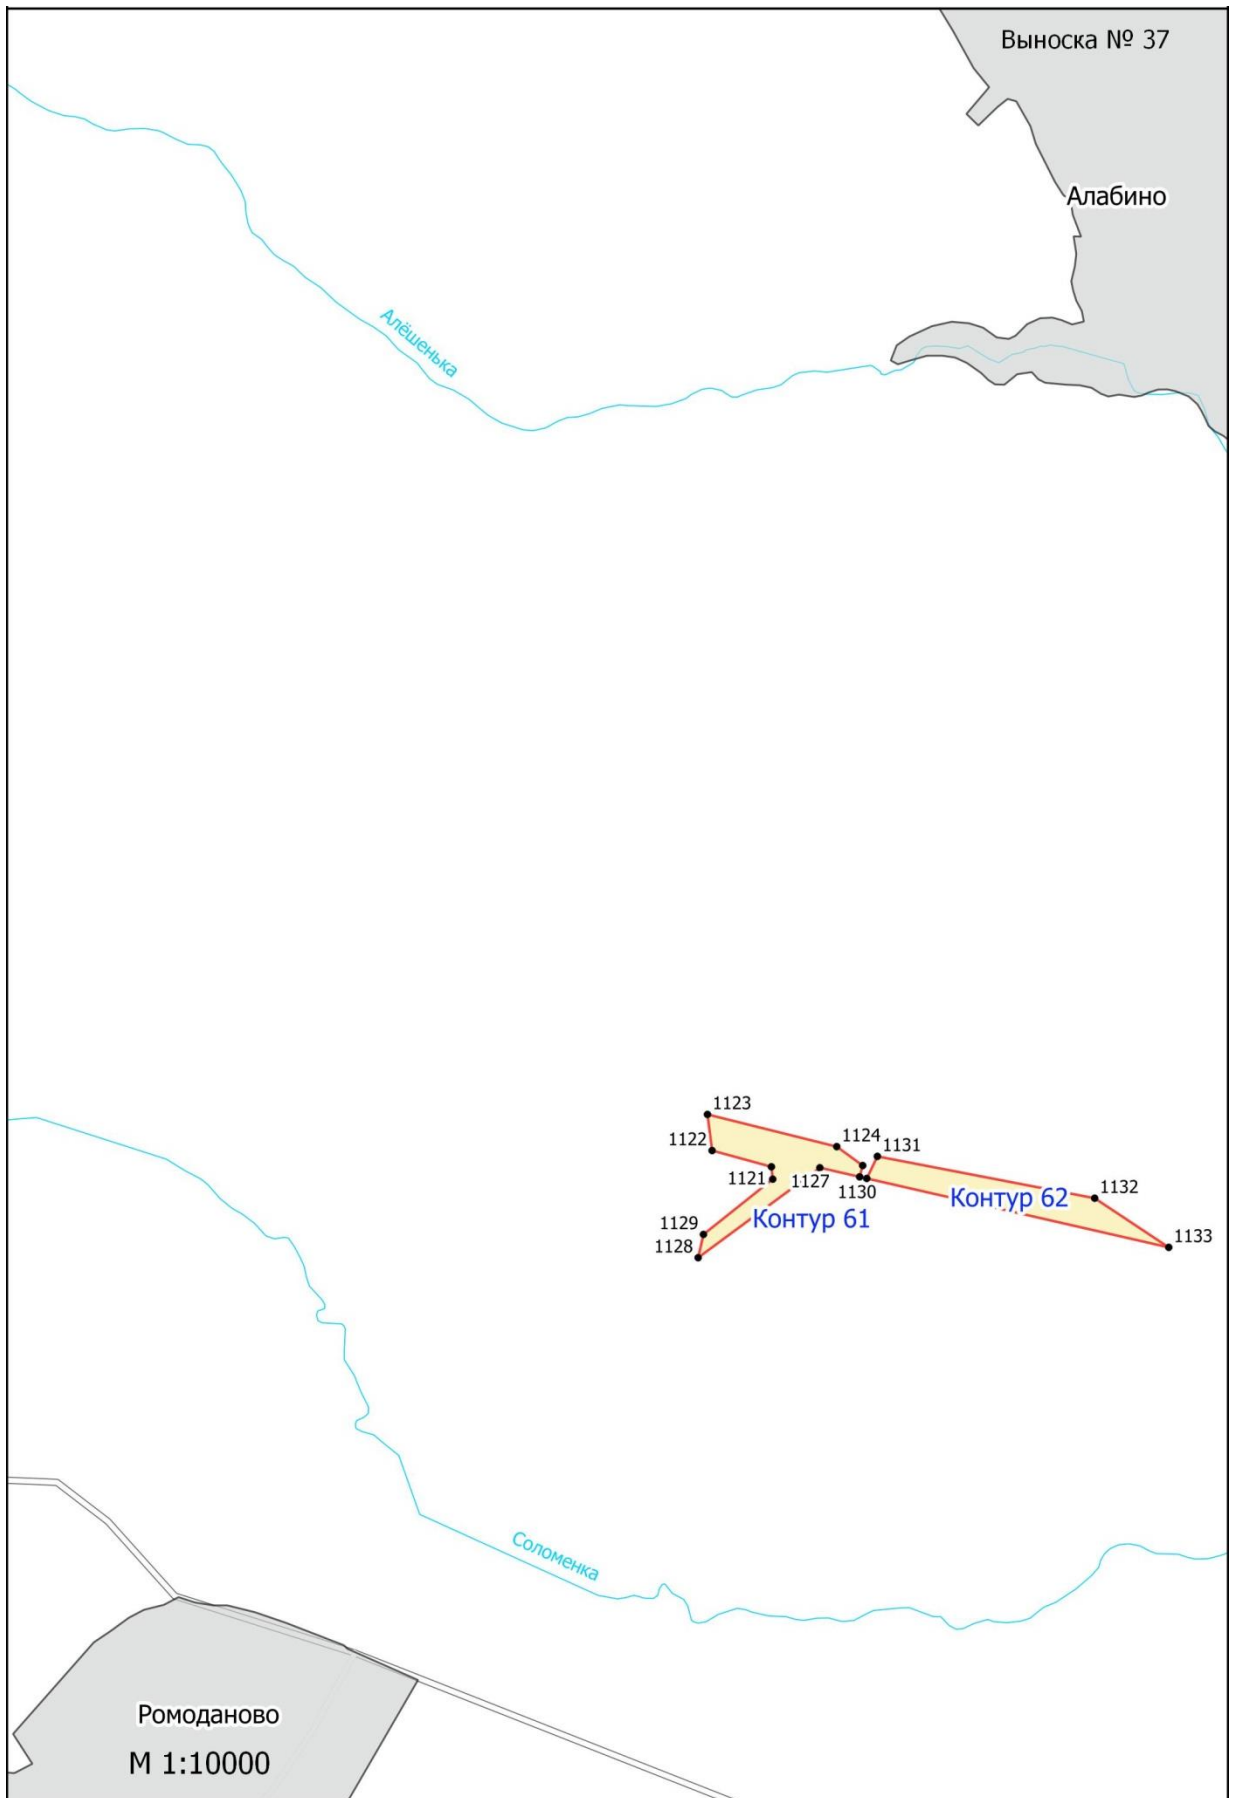 Выноска № 37
Алабино
Алёшенька
1123
1124
1131
1122
1121
1127
1130
1132
Контур 62
1129
Контур 61
1128
1133
Соломенка
Ромоданово
М 1:10000